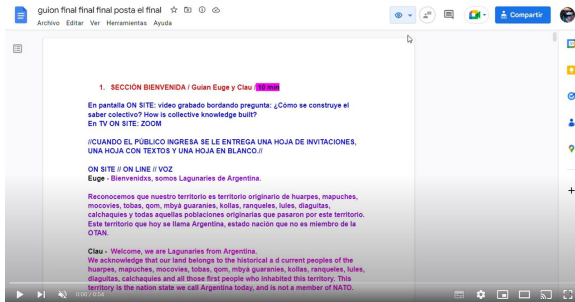 guion final final final posta el final
Archivo Editar Ver Herramientas Ayuda
Compartir
1. SECCIÓN BIENVENIDA / Guian Euge y Clau / 10 min
En pantalla ON SITE: video grabado bordando pregunta: ¿Cómo se construye el
saber colectivo? How is collective knowledge built?
En TV ON SITE: ZOOM
//CUANDO EL PÚBLICO INGRESA SE LE ENTREGA UNA HOJA DE INVITACIONES,
UNA HOJA CON TEXTOS Y UNA HOJA EN BLANCO.//
ON SITE // ON LINE // VOZ
Euge - Bienvenidxs, somos Lagunaries de Argentina.
Reconocemos que nuestro territorio es territorio originario de huarpes, mapuches,
mocovies, tobas, qom, mbyá guaranies, kollas, ranqueles, lules, diaguitas,
calchaquies y todas aquellas poblaciones originarias que pasaron por este territorio.
Este territorio que hoy se llama Argentina, estado nación que no es miembro de la
OTAN.
Clau - Welcome, we are Lagunaries from Argentina.
We acknowledge that our land belongs to the historical a d current peoples of the
huarpes, mapuches, mocovies, tobas, qom, mbyá guaranies, kollas, ranqueles, lules,
diaguitas, calchaquies and all those first people who inhabited this territory. This
territory is the nation state we call Argentina today, and is not a member of NATO.
0:00 / 0:54